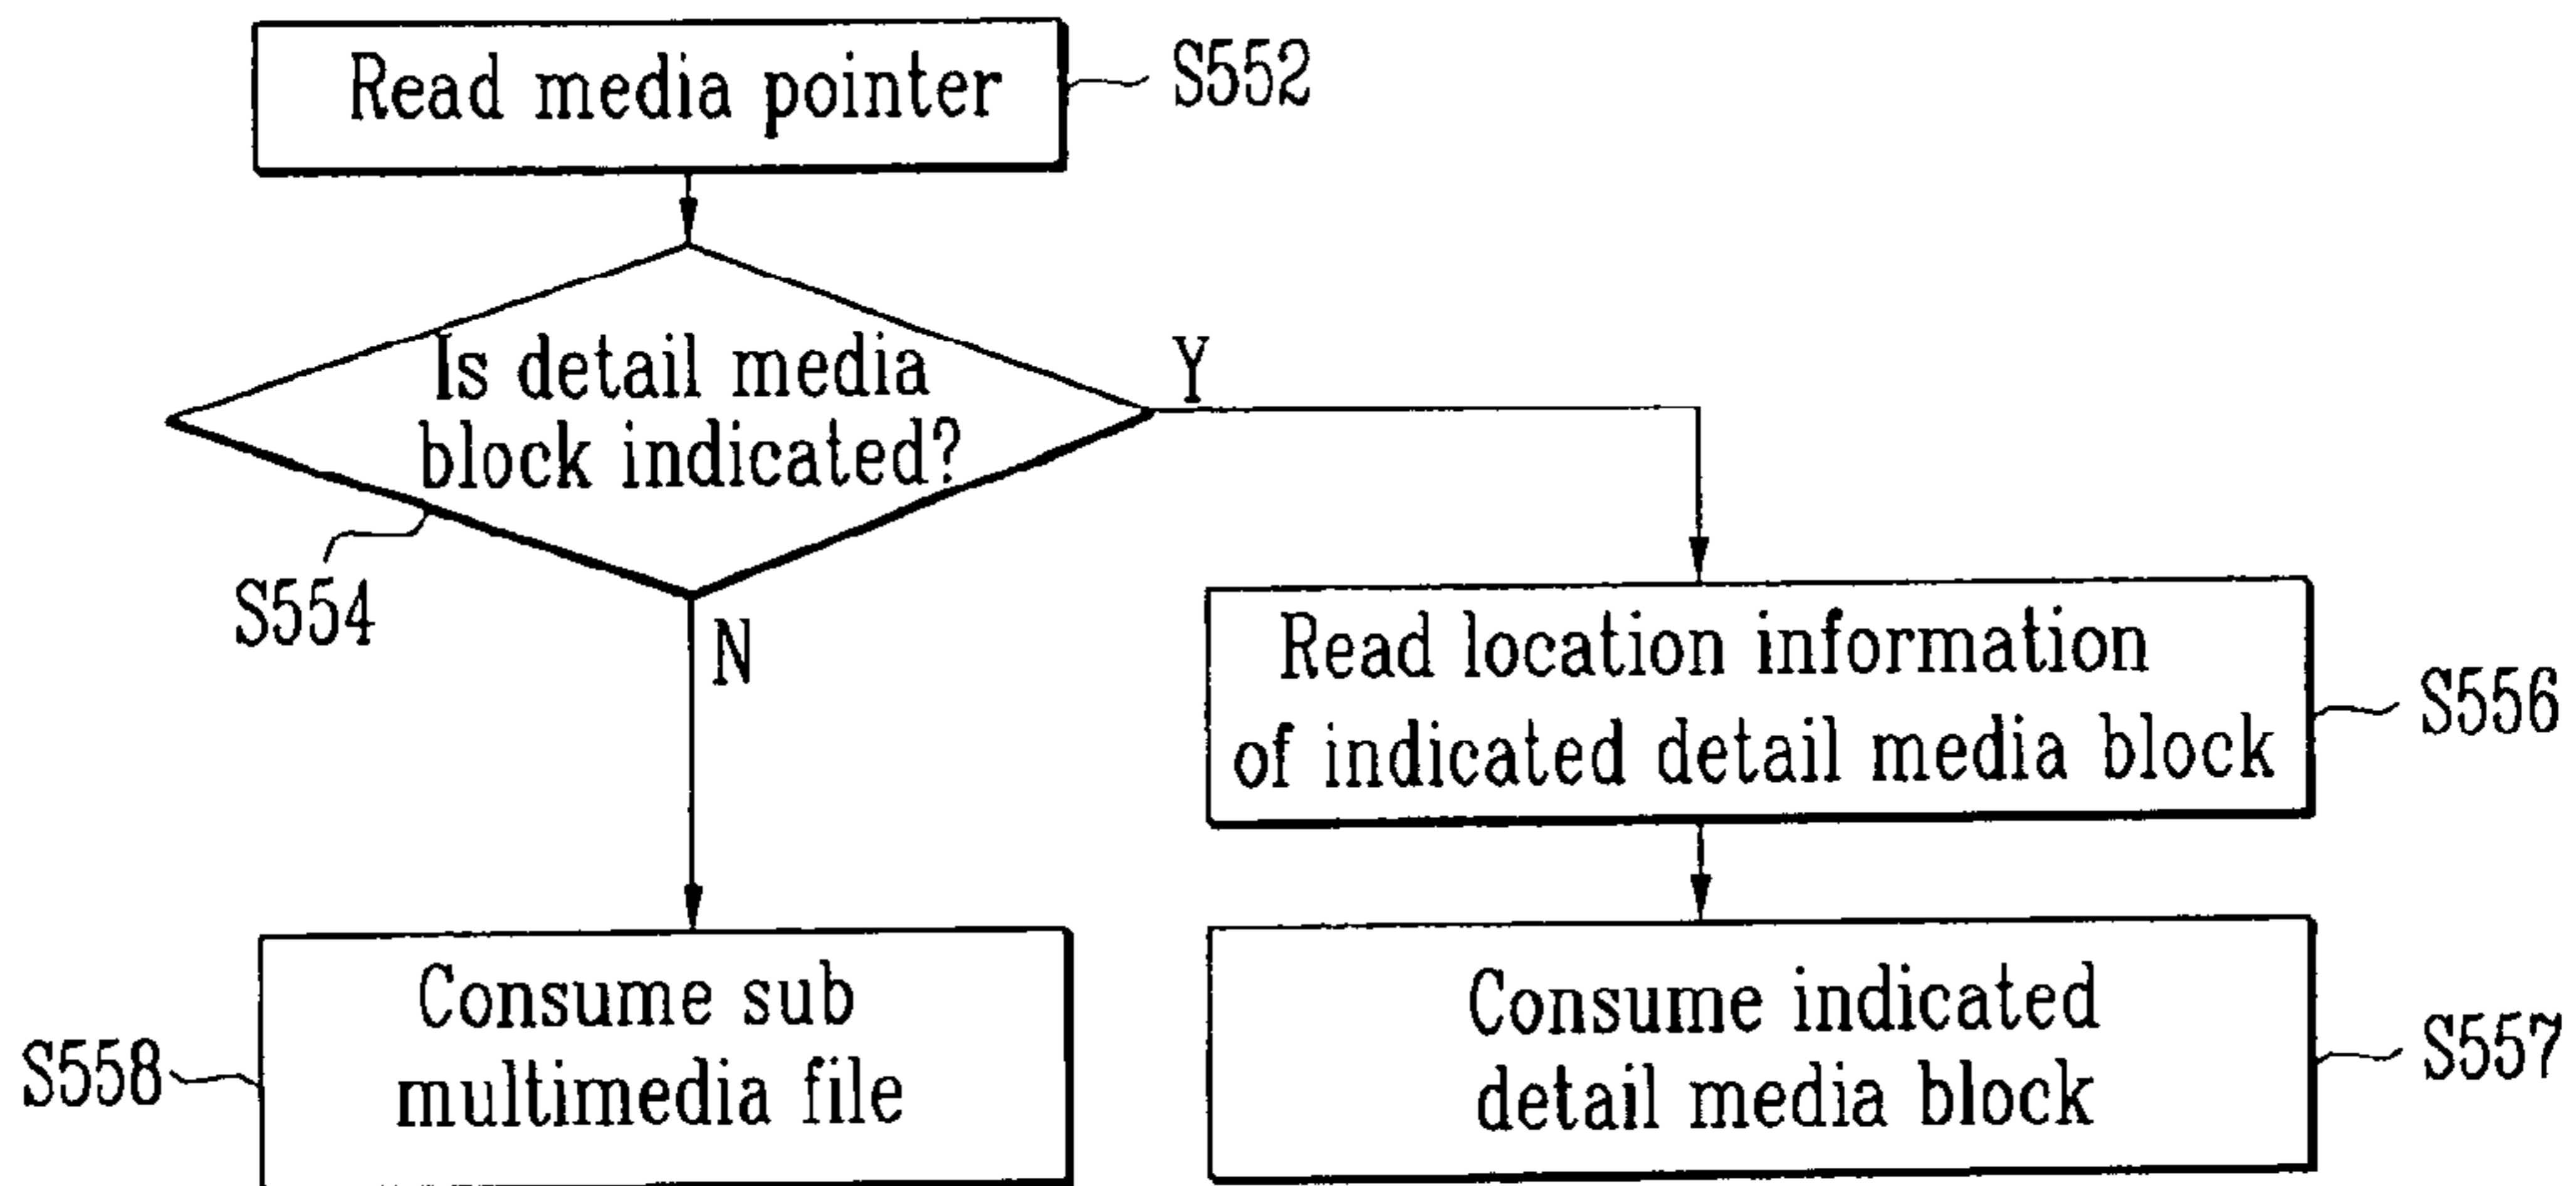 Read media pointer
S552
Is detail media
block indicated?
Y
S554
N
Read location information
of indicated detail media block
S556
Consume sub
multimedia file
S558
Consume indicated
detail media block
S557